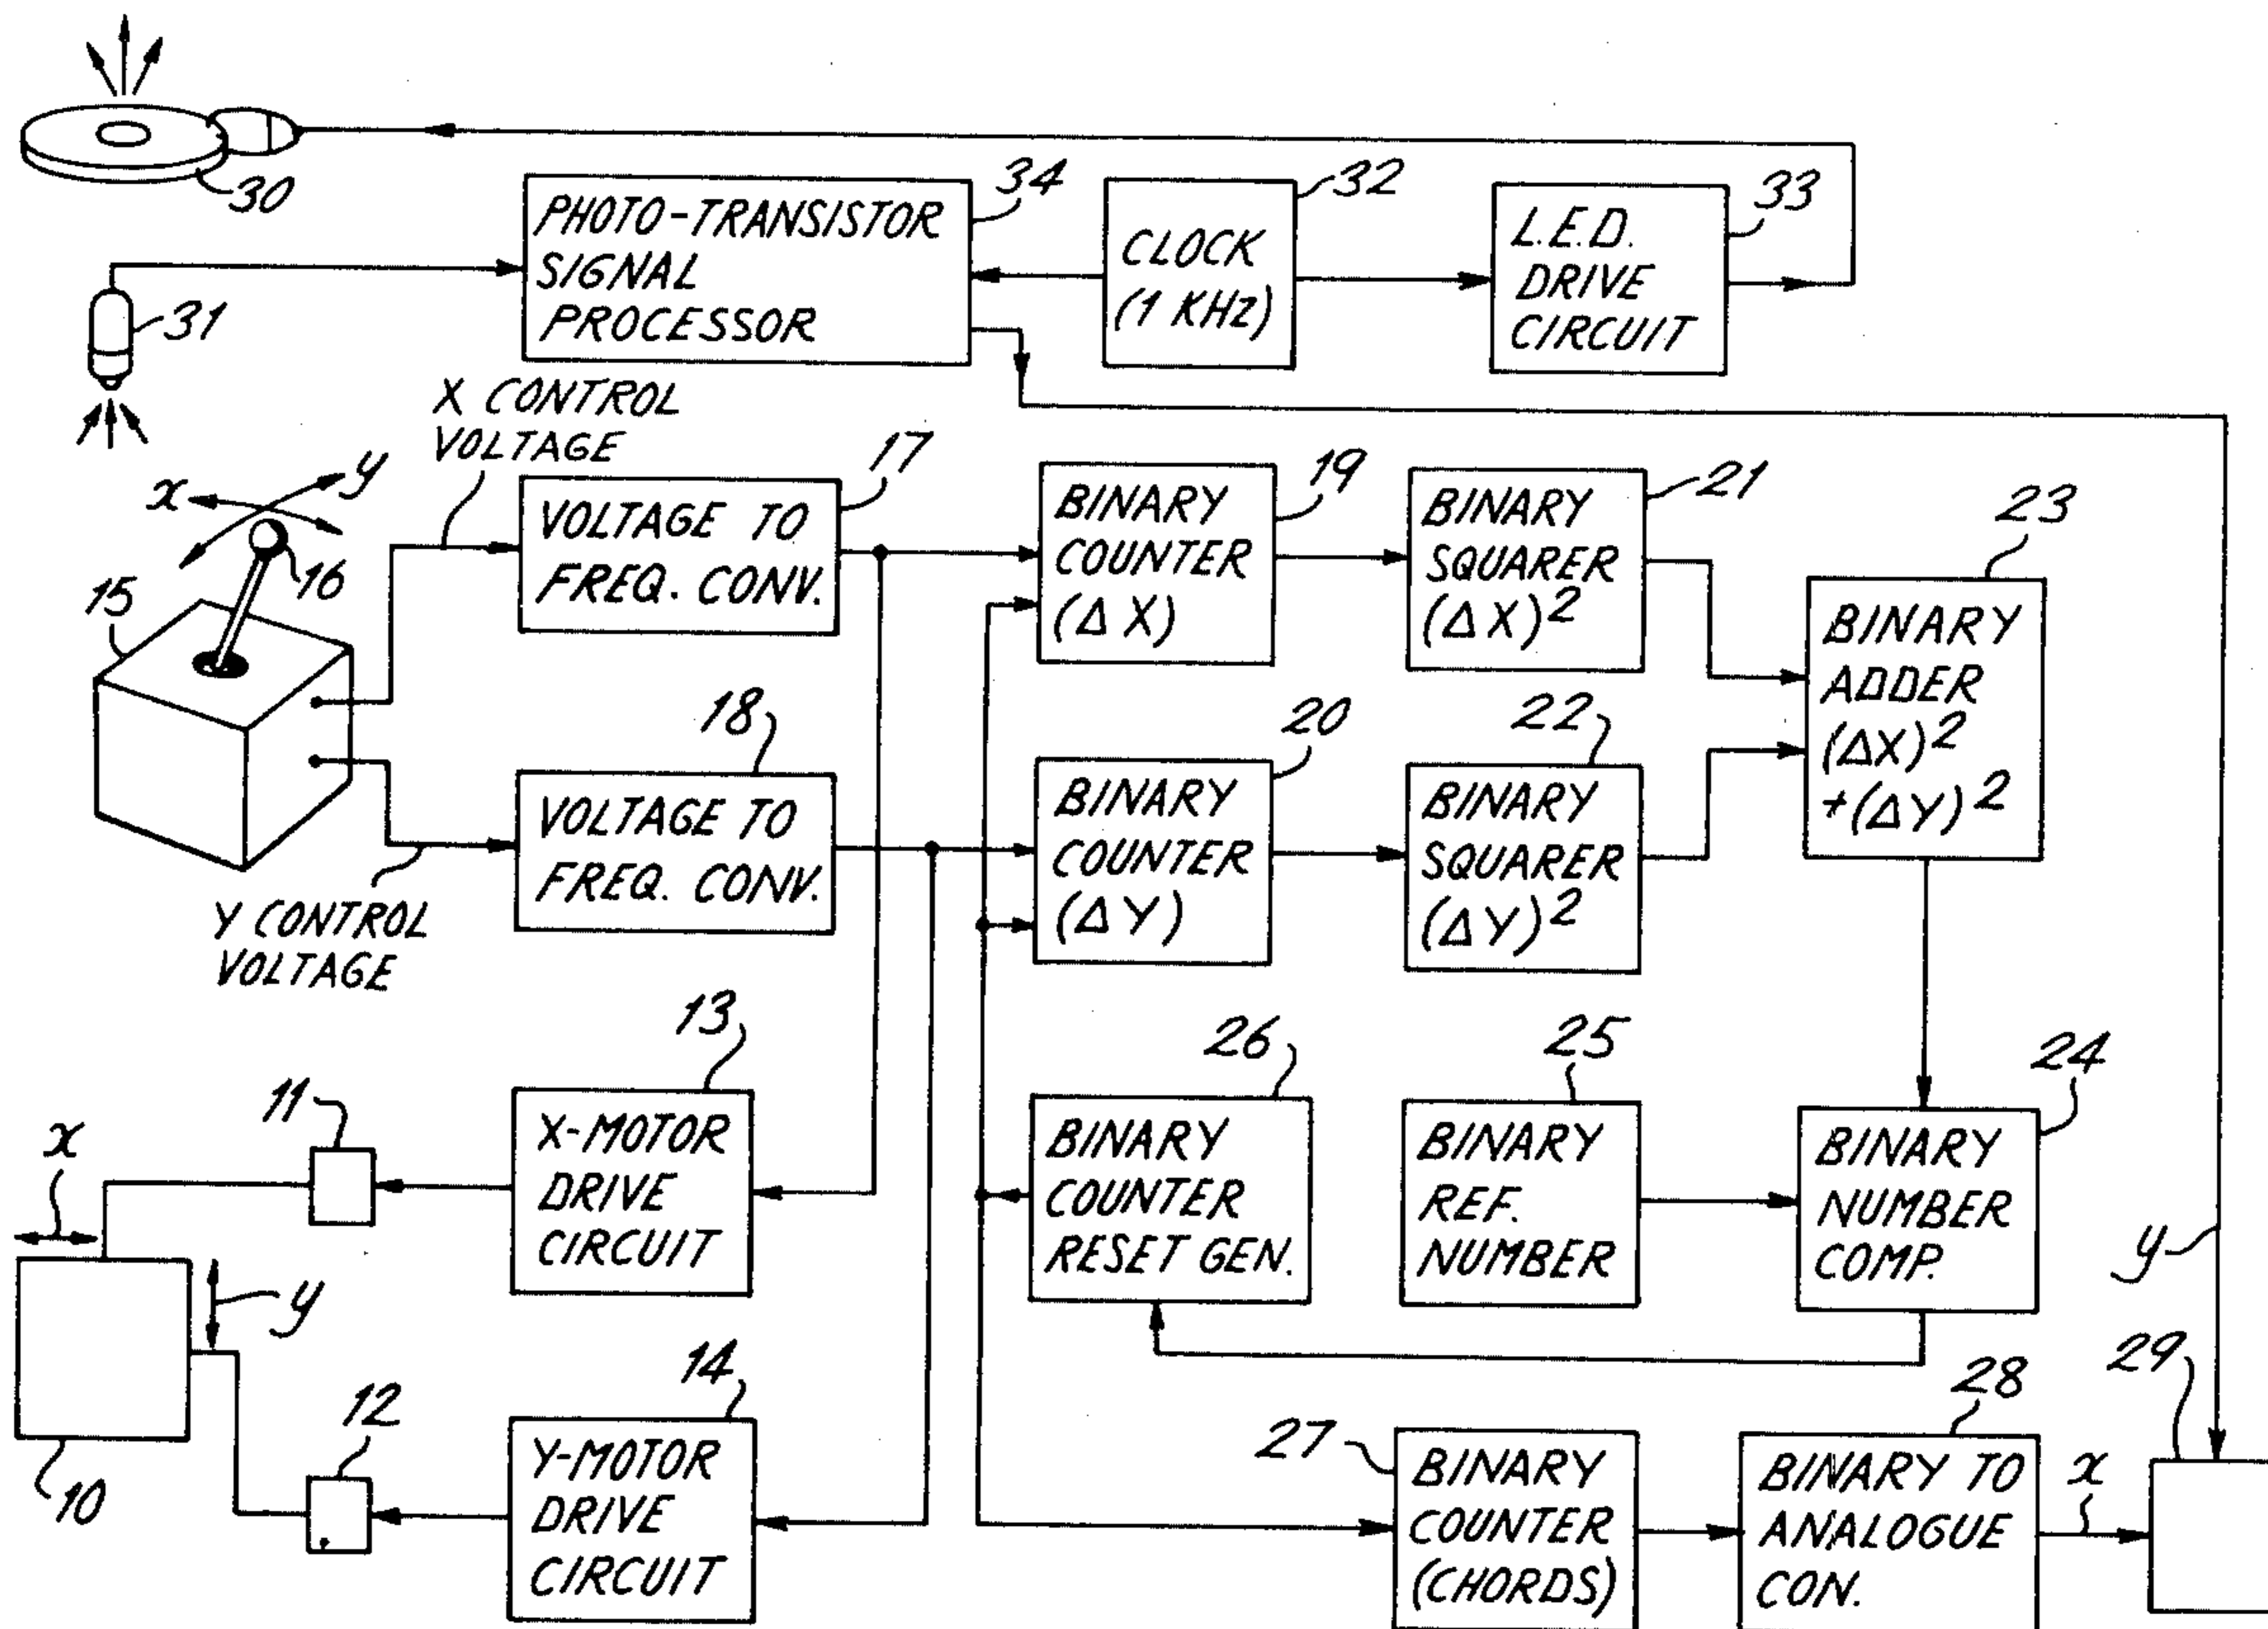 30
PHOTO-TRANSISTOR
SIGNAL
PROCESSOR
34
CLOCK
(1 KHz)
32
L.E.D.
DRIVE
CIRCUIT
33
31
X CONTROL
VOLTAGE
x
y
16
15
VOLTAGE TO
FREQ. CONV.
17
BINARY
COUNTER
(Δ X)
19
BINARY
SQUARER
(Δ X)²
21
23
BINARY
ADDER
(ΔX)²
+(ΔY)²
18
VOLTAGE TO
FREQ. CONV.
Y CONTROL
VOLTAGE
20
BINARY
COUNTER
(Δ Y)
22
BINARY
SQUARER
(Δ Y)²
13
X-MOTOR
DRIVE
CIRCUIT
11
x
y
10
26
BINARY
COUNTER
RESET GEN.
25
BINARY
REF.
NUMBER
24
BINARY
NUMBER
COMP.
y
14
Y-MOTOR
DRIVE
CIRCUIT
12
27
BINARY
COUNTER
(CHORDS)
28
BINARY TO
ANALOGUE
CON.
x
29